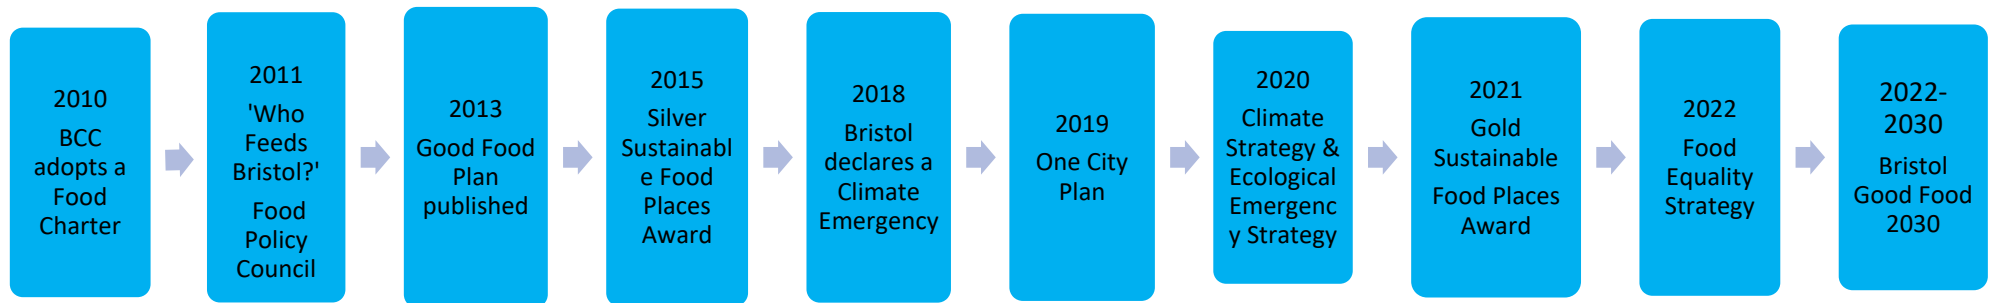 2010
BCC
adopts a
Food
Charter
2011
'Who
Feeds
Bristol?'
Food
Policy
Council
2013
Good Food
Plan
published
2015
Silver
Sustainabl
e Food
Places
Award
2018
Bristol
declares a
Climate
Emergency
2019
One City
Plan
2020
Climate
Strategy &
Ecological
Emergenc
y Strategy
2021
Gold
Sustainable
Food Places
Award
2022
Food
Equality
Strategy
2022-
2030
Bristol
Good Food
2030